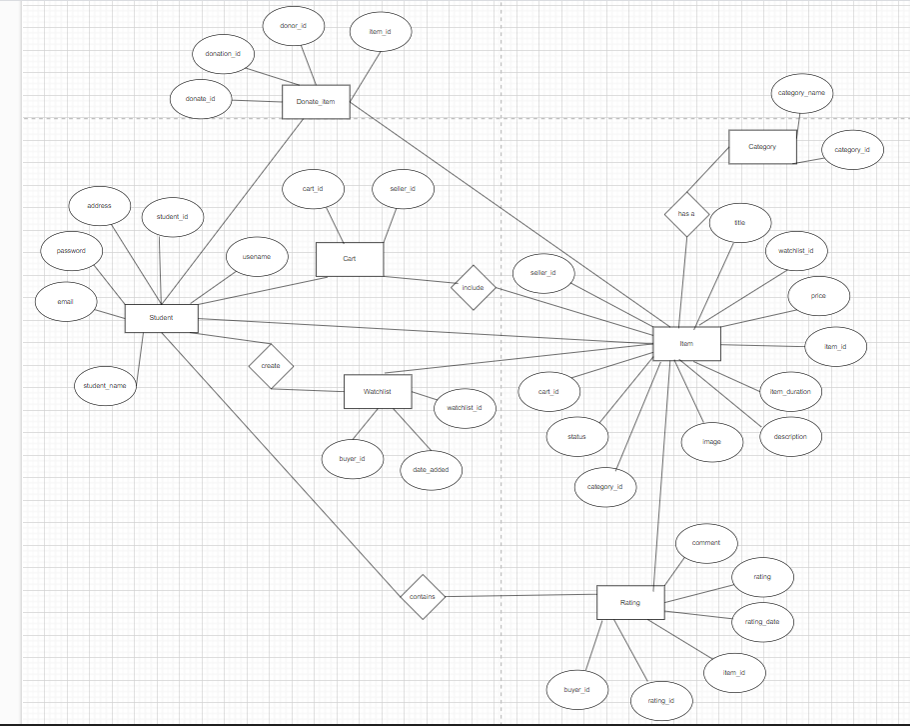 donor_id
item_id
donation_id
donate_id
Donate_item
category_name
Category
category_id
cart_id
seller_id
address
student_id
has a
title
password
usename
Cart
watchlist_id
email
include
seller_id
price
Student
Item
item_id
create
student_name
Watchlist
watchlist_id
cart_id
item_duration
status
image
description
buyer_id
date_added
category_id
comment
rating
contains
Rating
rating_date
item_id
buyer_id
rating_id